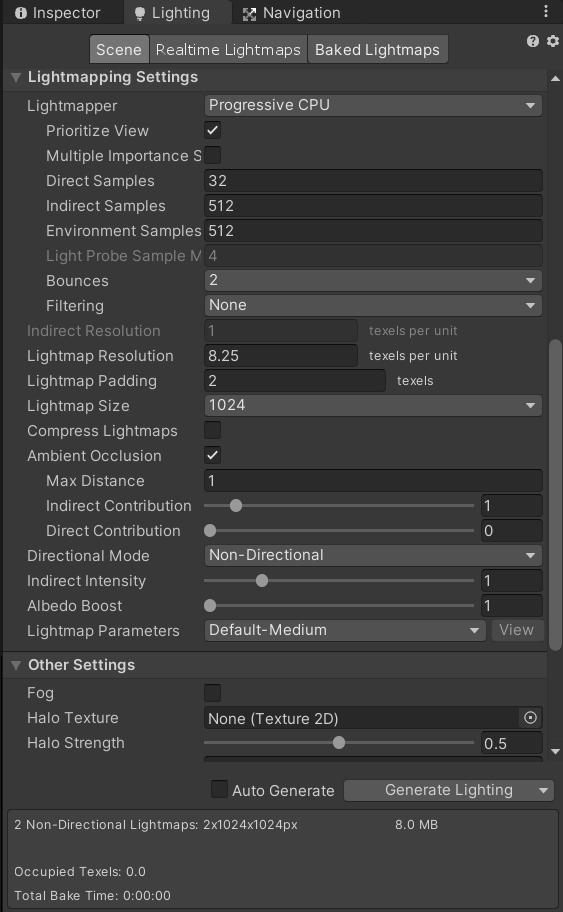 Inspector
Lighting
Navigation
Scene
Realtime Lightmaps
Baked Lightmaps
Lightmapping Settings
Lightmapper Progressive CPU
Prioritize View
Multiple Importance S
Direct Samples 32
Indirect Samples 512
Environment Samples 512
Light Probe Sample M 4
Bounces 2
Filtering None
Indirect Resolution 1 texels per unit
Lightmap Resolution 8.25 texels per unit
Lightmap Padding 2 texels
Lightmap Size 1024
Compress Lightmaps
Ambient Occlusion
Max Distance 1
Indirect Contribution 1
Direct Contribution 0
Directional Mode Non-Directional
Indirect Intensity 1
Albedo Boost 1
Lightmap Parameters Default-Medium View
Other Settings
Fog
Halo Texture None (Texture 2D)
Halo Strength 0.5
Auto Generate Generate Lighting
2 Non-Directional Lightmaps: 2x1024x1024px 8.0 MB
Occupied Texels: 0.0
Total Bake Time: 0:00:00